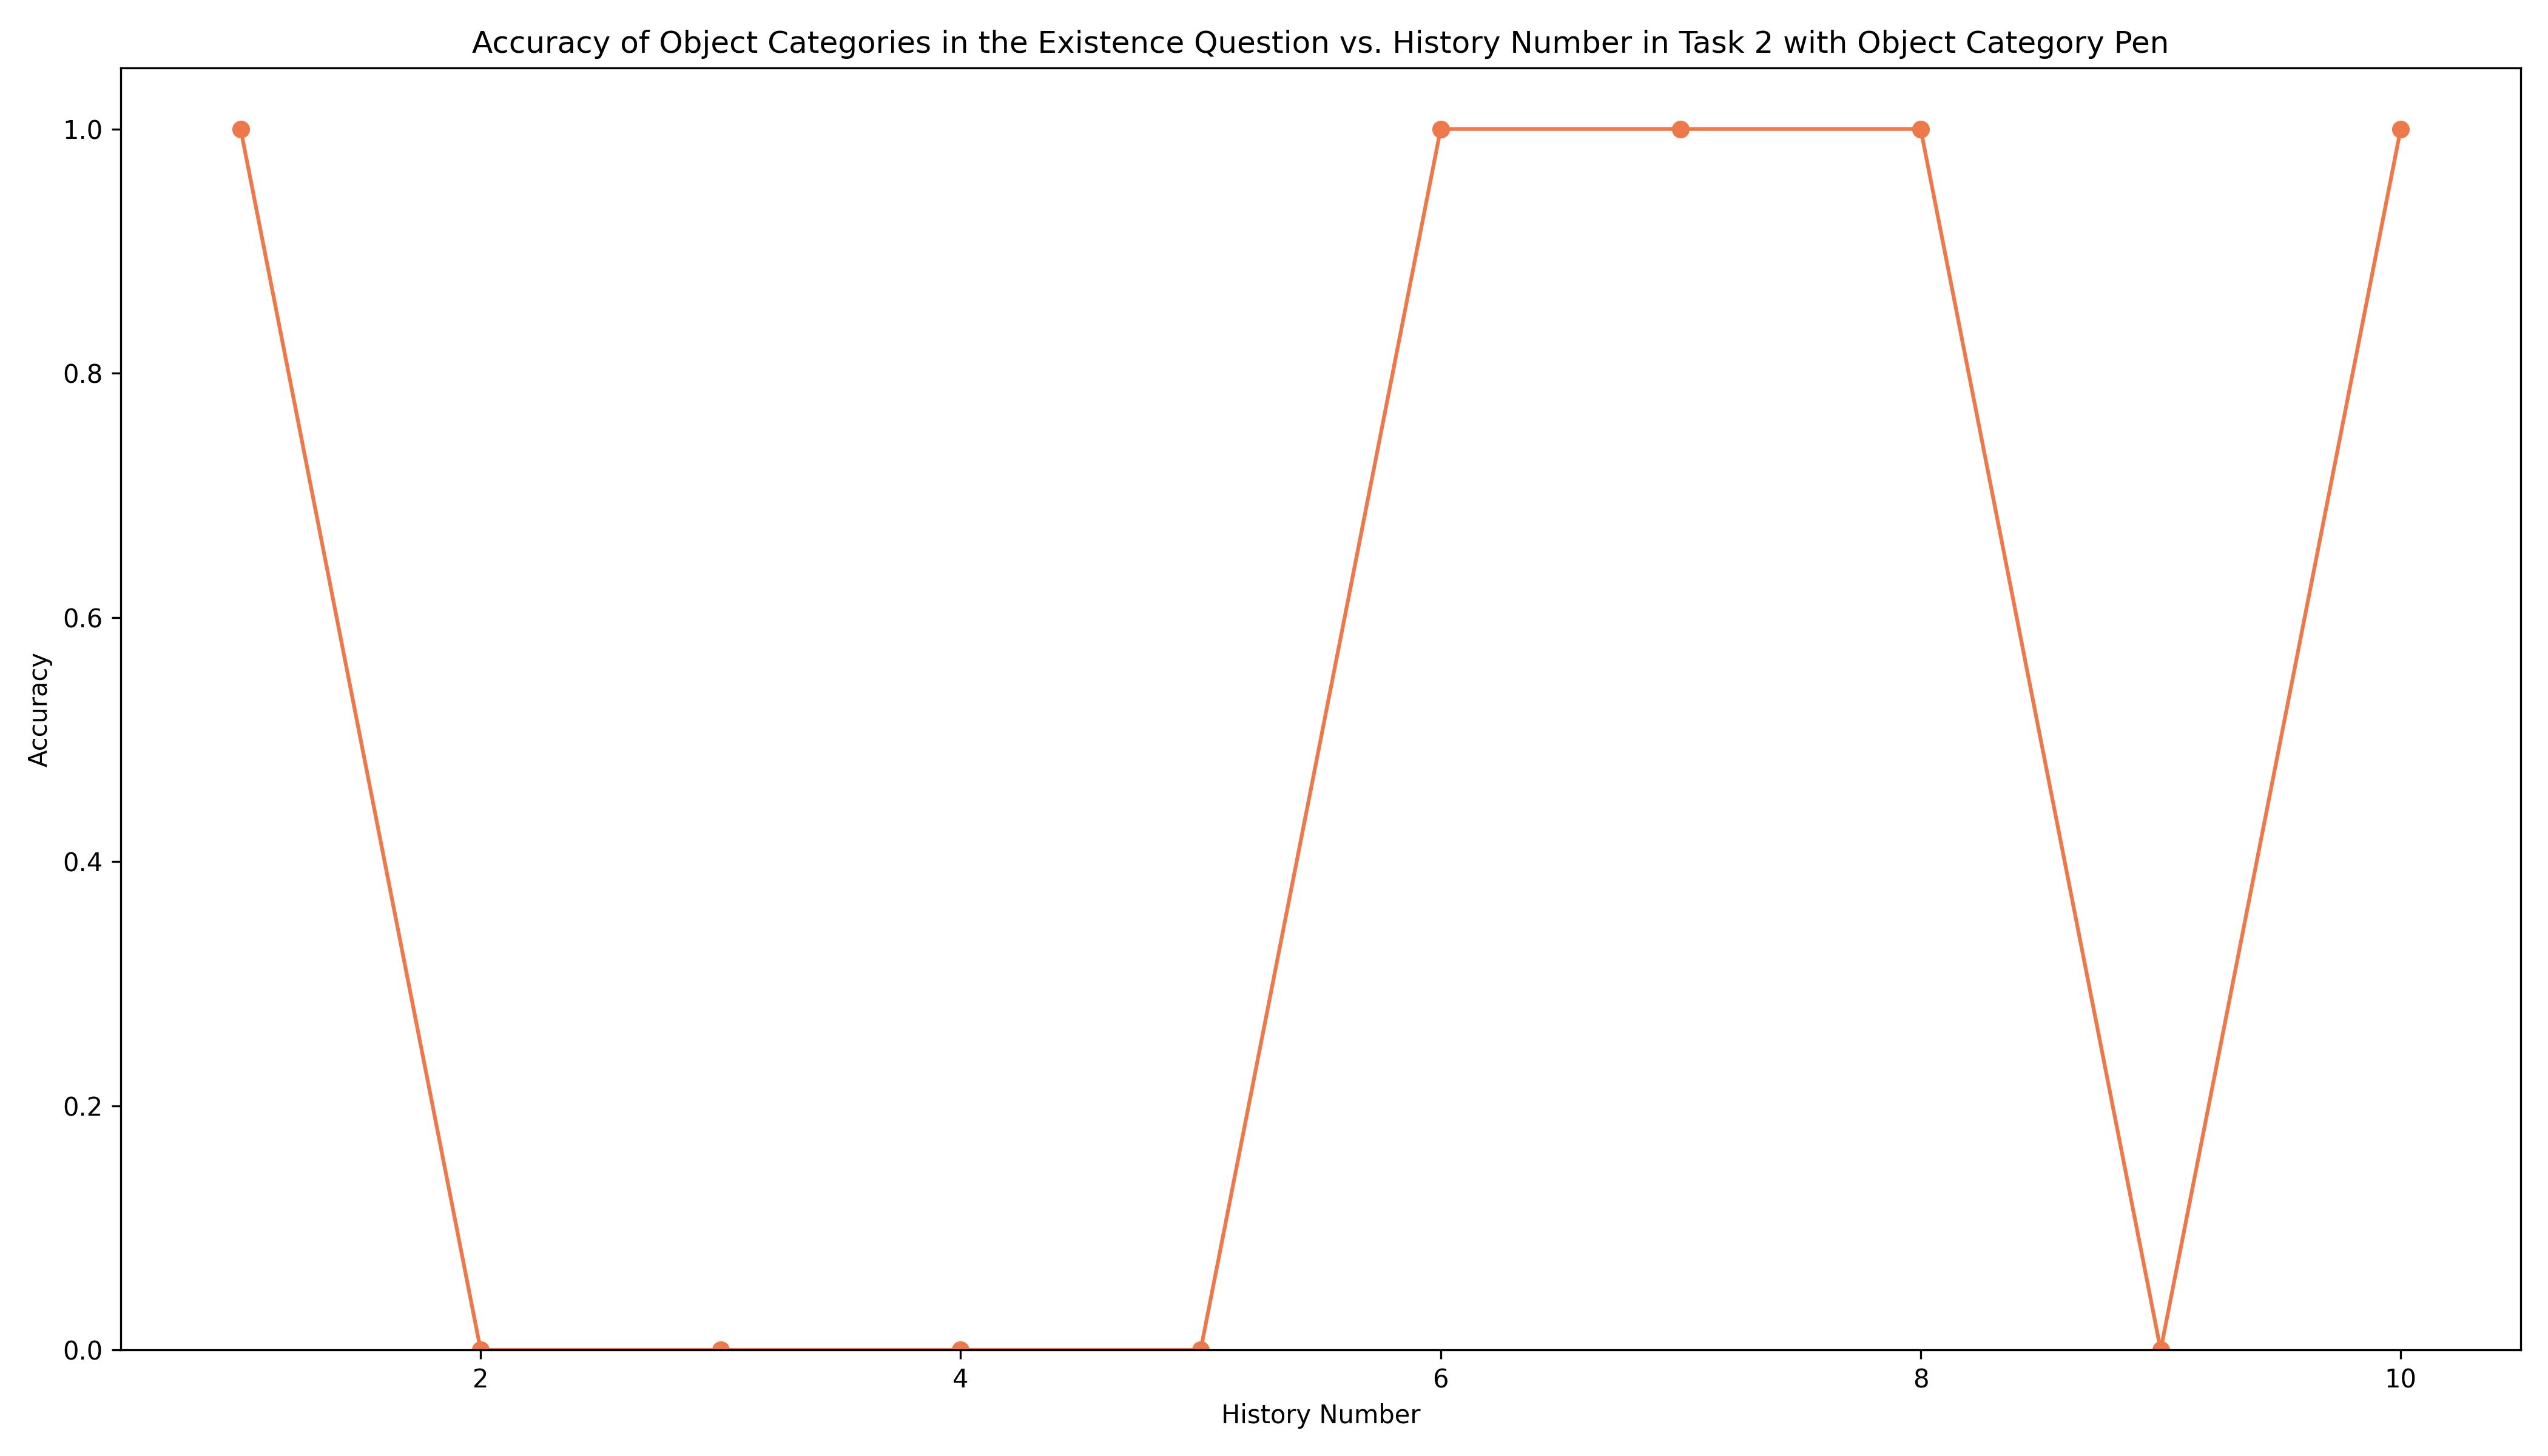 Accuracy of Object Categories in the Existence Question vs. History Number in Task 2 with Object Category Pen
1.0
0.8
0.6
0.4
0.2
0.0
Accuracy
2 4 6 8 10
History Number